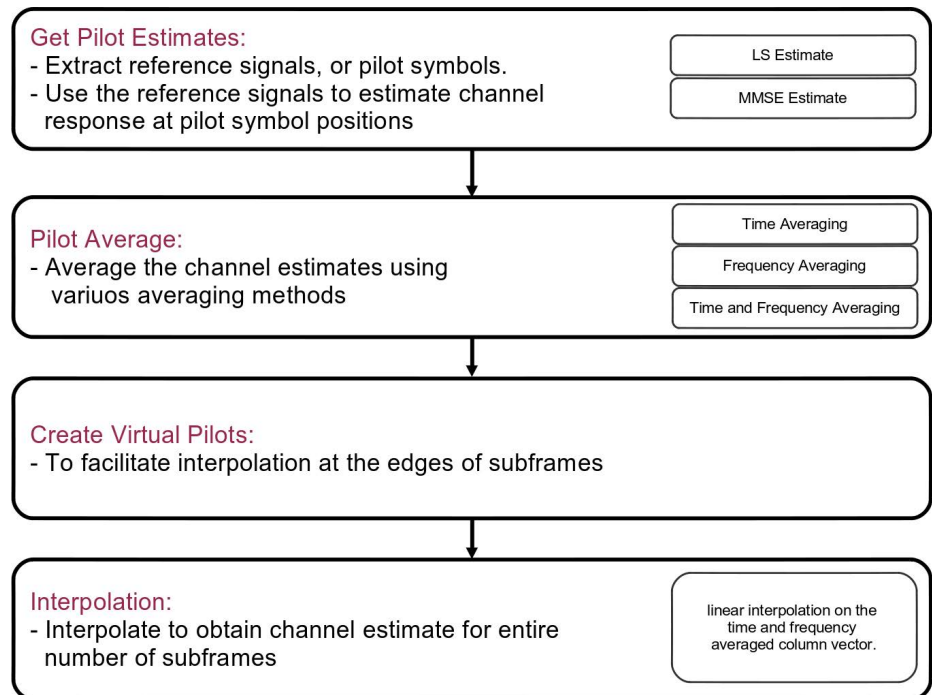 Get Pilot Estimates:
- Extract reference signals, or pilot symbols.
- Use the reference signals to estimate channel
response at pilot symbol positions
LS Estimate
MMSE Estimate
Pilot Average:
- Average the channel estimates using
variuos averaging methods
Time Averaging
Frequency Averaging
Time and Frequency Averaging
Create Virtual Pilots:
- To facilitate interpolation at the edges of subframes
Interpolation:
- Interpolate to obtain channel estimate for entire
number of subframes
linear interpolation on the
time and frequency
averaged column vector.